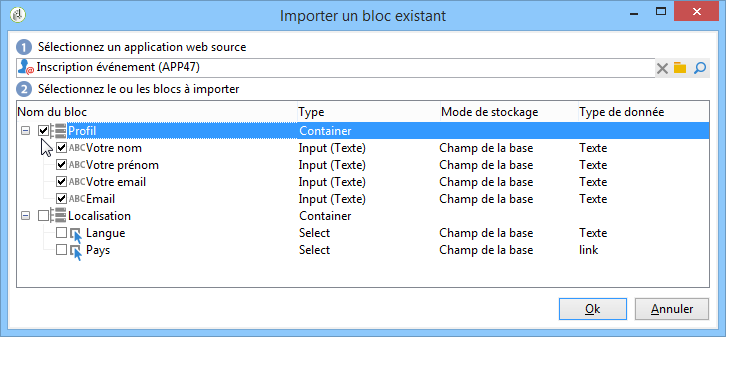 Importer un bloc existant
1 Sélectionnez un application web source
Inscription événement (APP47)
2 Sélectionnez le ou les blocs à importer
Nom du bloc Type Mode de stockage Type de donnée
Profil Container
ABC Votre nom Input (Texte) Champ de la base Texte
ABC Votre prénom Input (Texte) Champ de la base Texte
ABC Votre email Input (Texte) Champ de la base Texte
ABC Email Input (Texte) Champ de la base Texte
Localisation Container
Langue Select Champ de la base Texte
Pays Select Champ de la base link
Ok Annuler